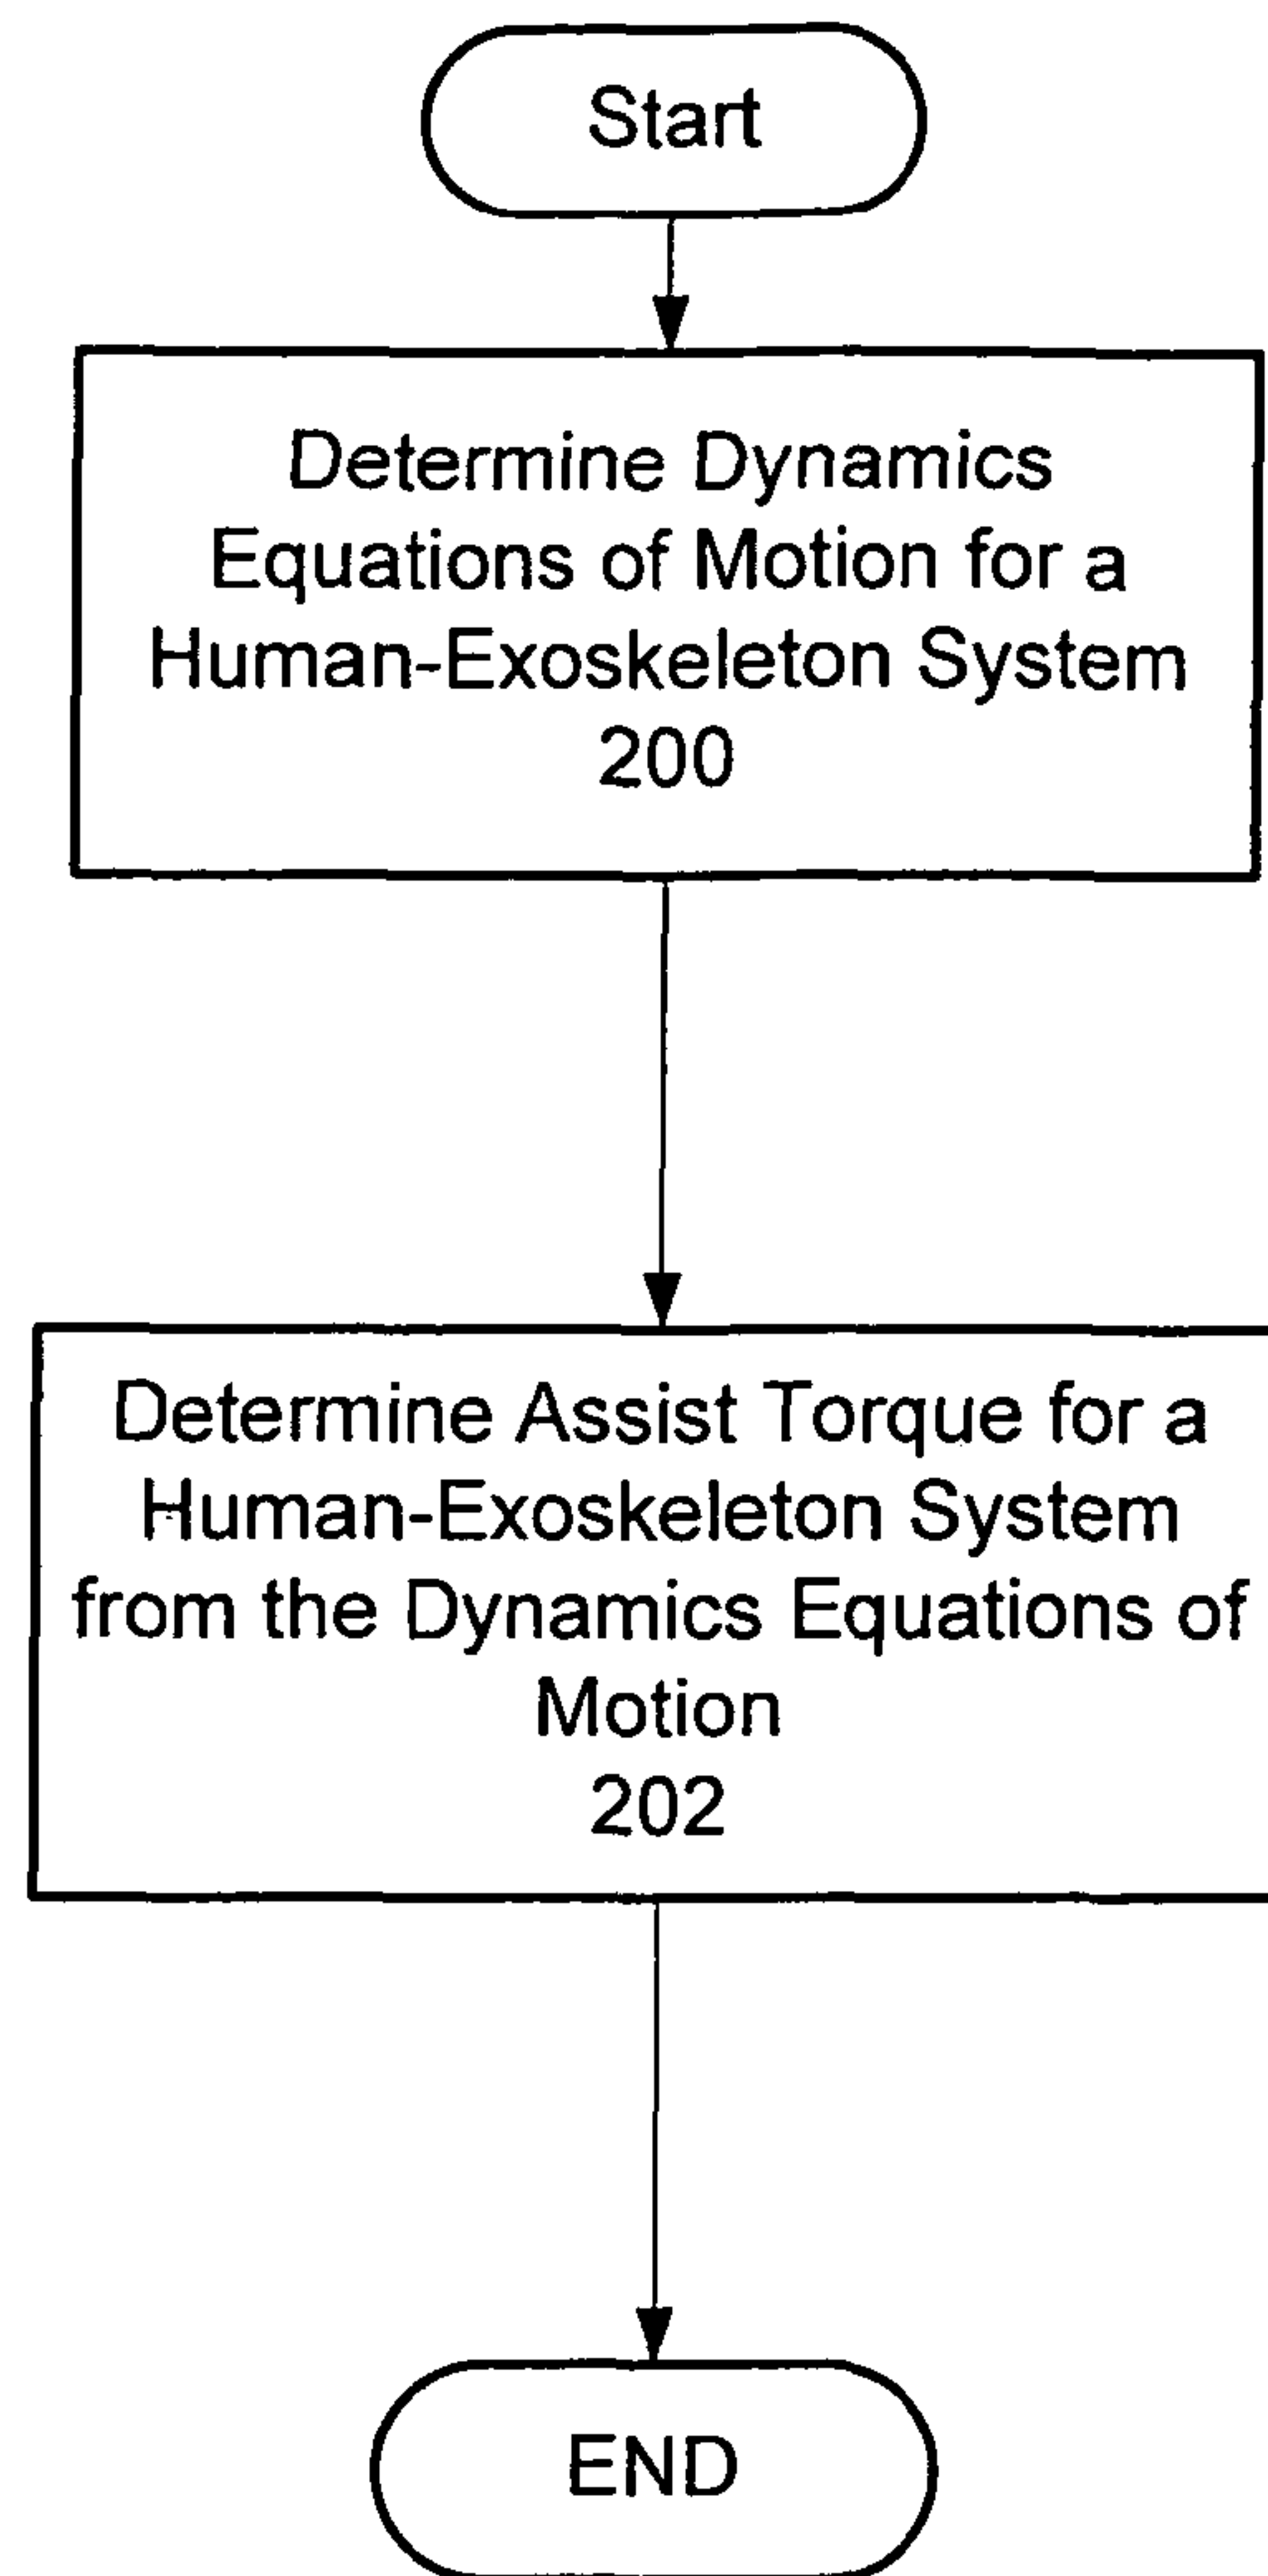 Start
Determine Dynamics
Equations of Motion for a
Human-Exoskeleton System
200
Determine Assist Torque for a
Human-Exoskeleton System
from the Dynamics Equations of
Motion
202
END